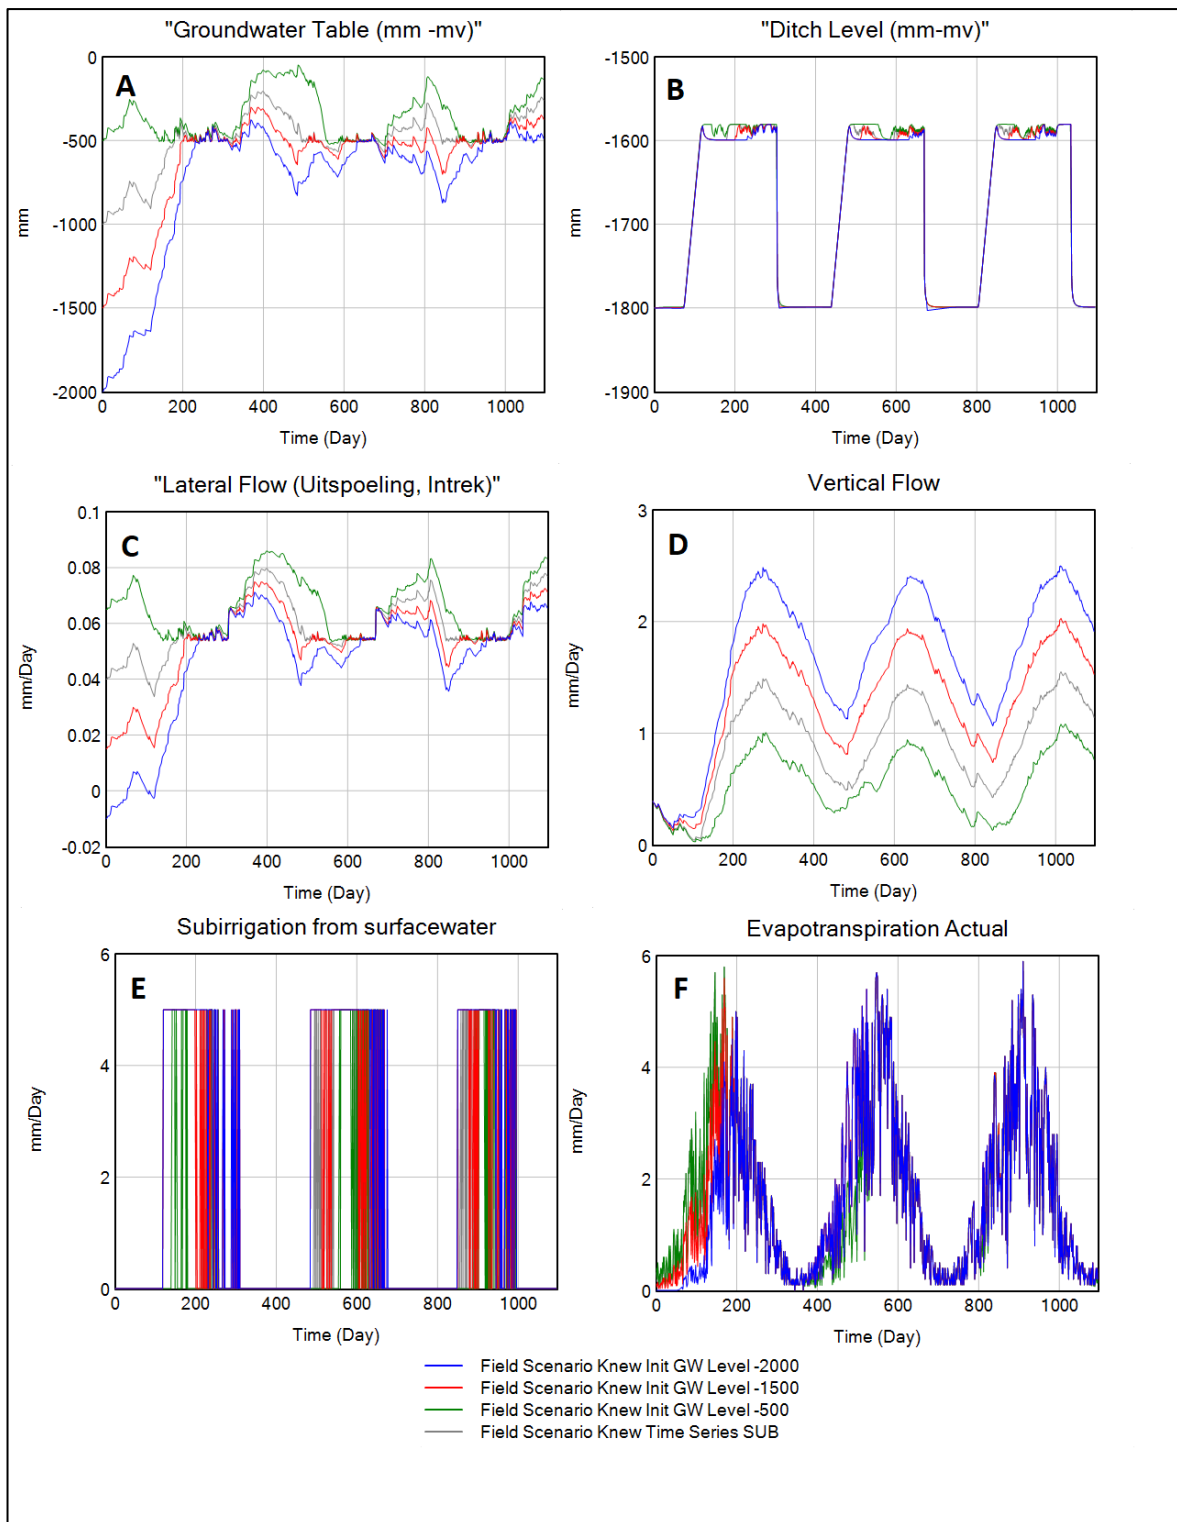 "Groundwater Table (mm -mv)"
A
0
-500
-1000
-1500
-2000
mm
0 200 400 600 800 1000
Time (Day)
"Ditch Level (mm-mv)"
B
-1500
-1600
-1700
-1800
-1900
mm
0 200 400 600 800 1000
Time (Day)
"Lateral Flow (Uitspoeling, Intrek)"
C
0.1
0.08
0.06
0.04
0.02
0
-0.02
mm/Day
0 200 400 600 800 1000
Time (Day)
Vertical Flow
D
3
2
1
0
mm/Day
0 200 400 600 800 1000
Time (Day)
Subirrigation from surfacewater
E
6
4
2
0
mm/Day
0 200 400 600 800 1000
Time (Day)
Evapotranspiration Actual
F
6
4
2
0
mm/Day
0 200 400 600 800 1000
Time (Day)
Field Scenario Knew Init GW Level -2000
Field Scenario Knew Init GW Level -1500
Field Scenario Knew Init GW Level -500
Field Scenario Knew Time Series SUB